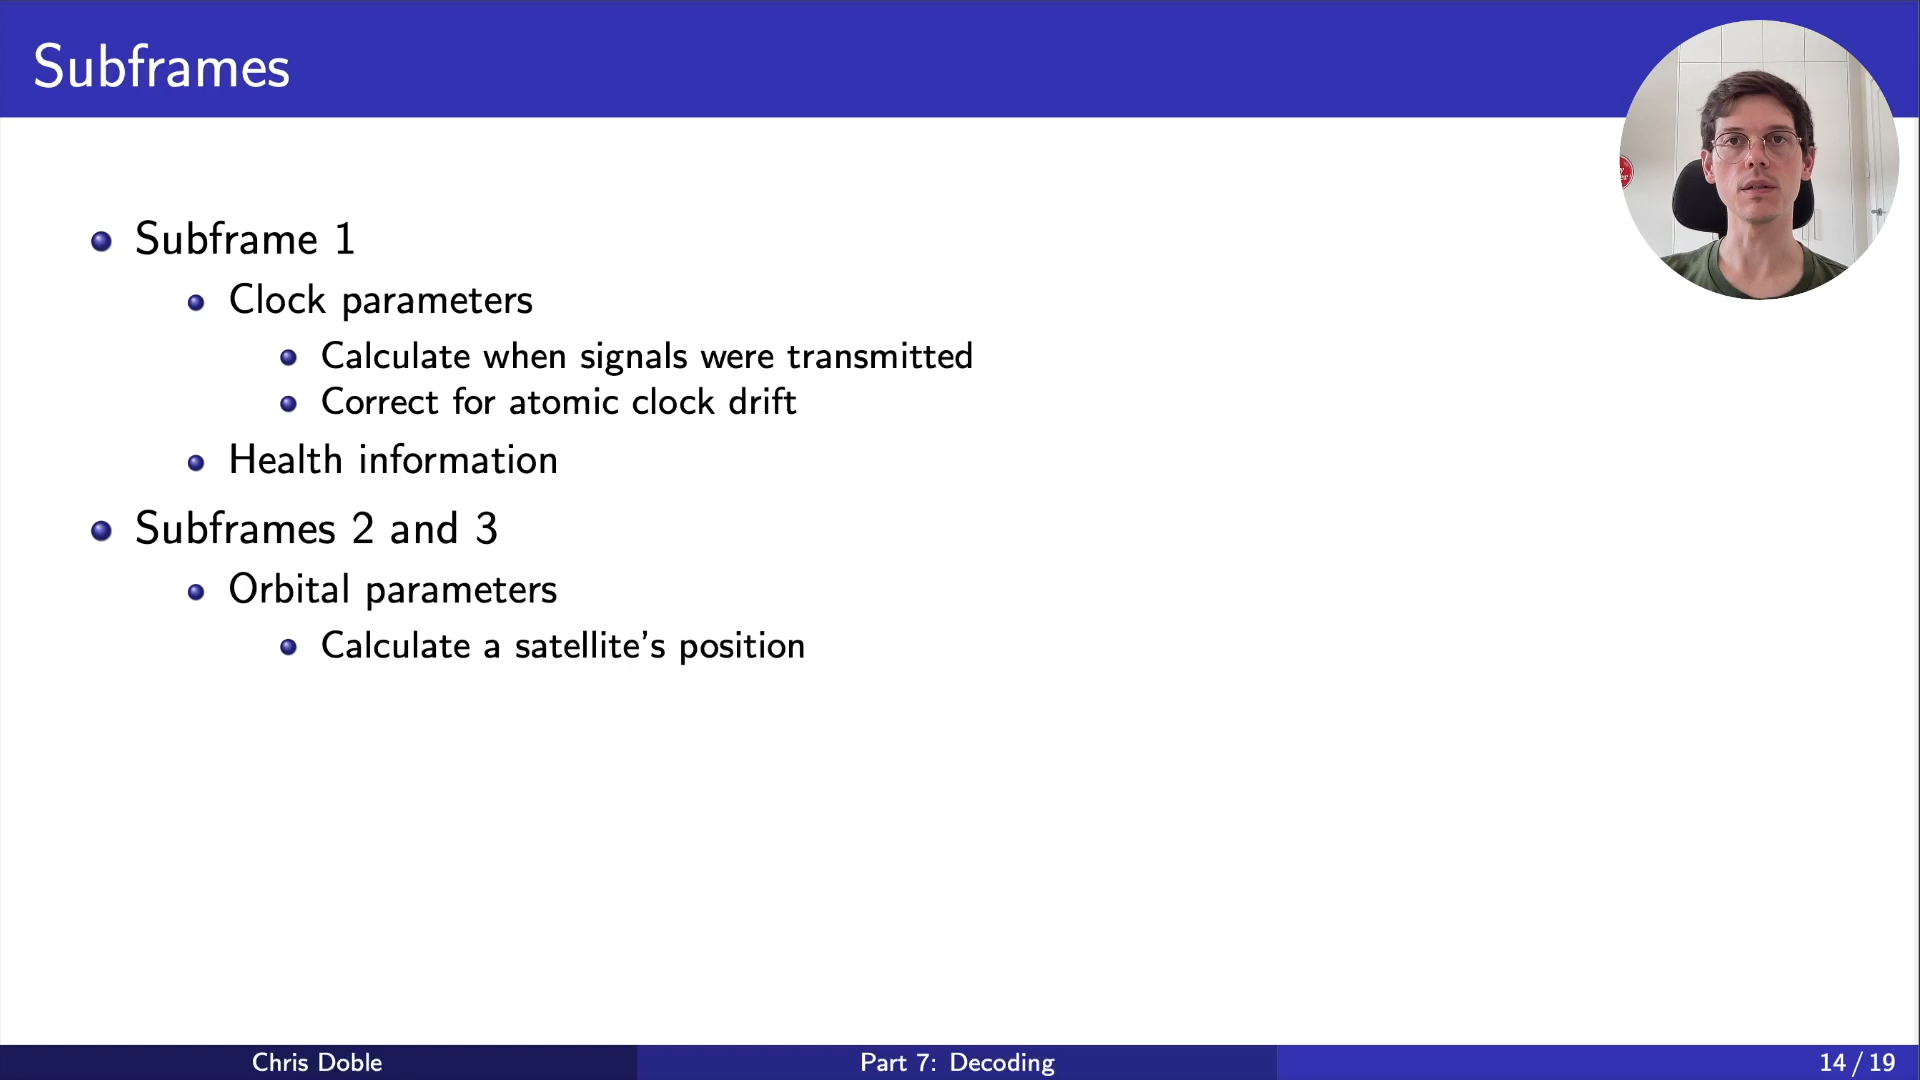 Subframes
Subframe 1
Clock parameters
Calculate when signals were transmitted
Correct for atomic clock drift
Health information
Subframes 2 and 3
Orbital parameters
Calculate a satellite's position
Chris Doble
Part 7: Decoding
14 / 19